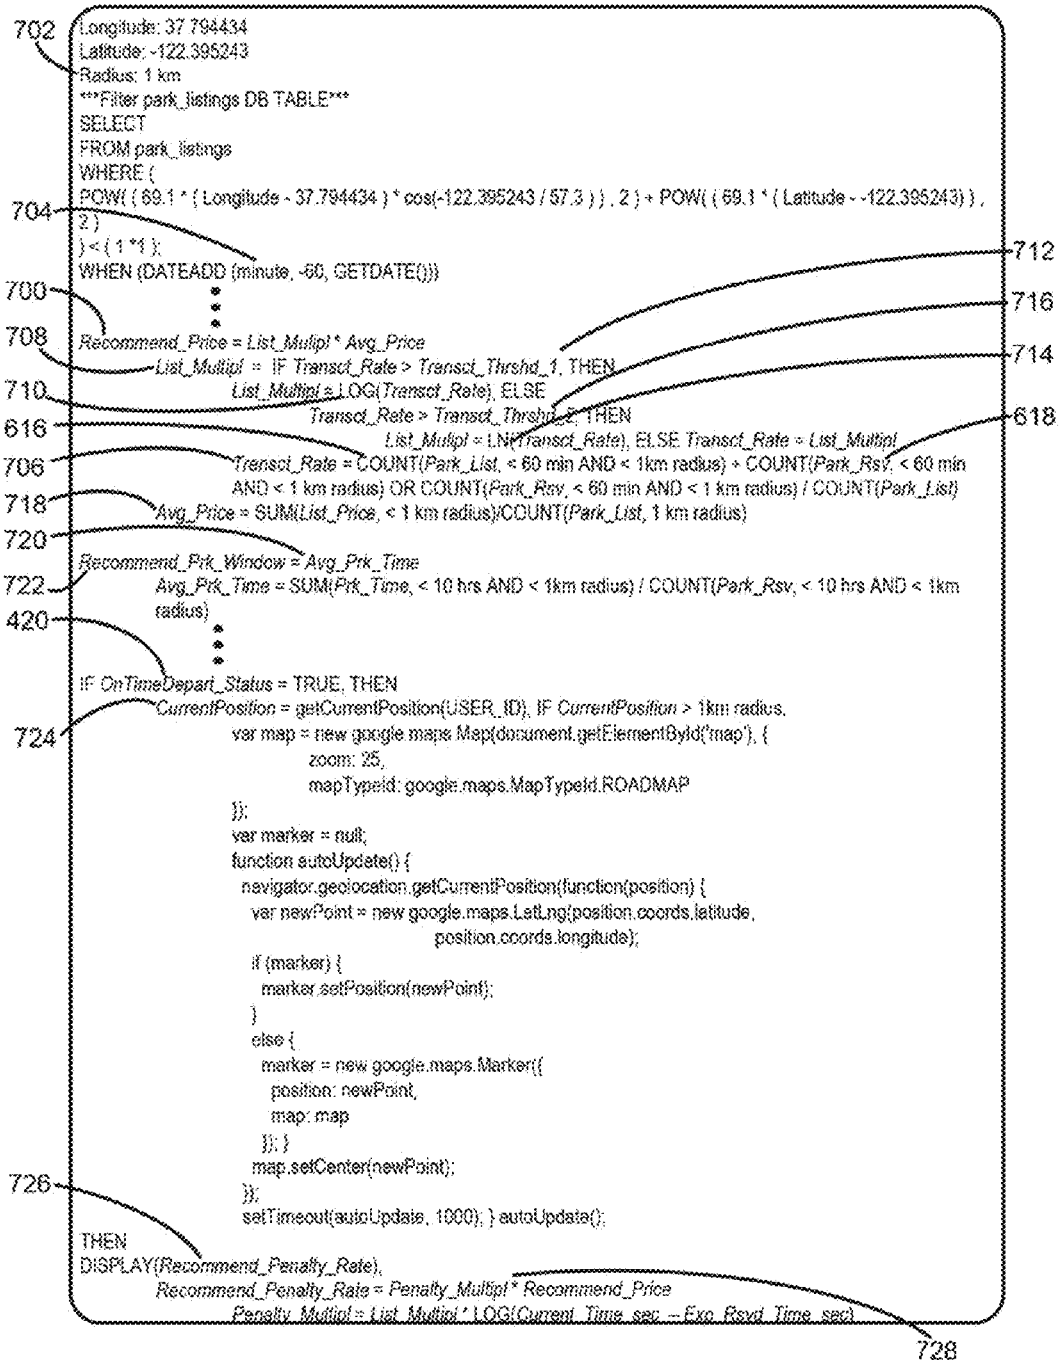 702
Longitude: 37.794434
Latitude: -122.395243
Radius: 1 km
***Filter park_listings DB TABLE***
SELECT
FROM park_listings
WHERE (
POW( ( 69.1 * ( Longitude - 37.794434 ) * cos(-122.395243 / 57.3 ) ) , 2 ) + POW( ( 69.1 * ( Latitude - -122.395243) ) ,
704
2 )
) < ( 1 *1 );
712
WHEN (DATEADD (minute, -60, GETDATE()))
700
716
708
Recommend_Price = List_Mulipl * Avg_Price
714
List_Multipl = IF Transct_Rate > Transct_Thrshd_1, THEN
710
List_Multipl = LOG(Transct_Rate), ELSE
Transct_Rate > Transct_Thrshd_2, THEN
616
618
List_Mulipl = LN(Transct_Rate), ELSE Transct_Rate = List_Multipl
706
Transct_Rate = COUNT(Park_List, < 60 min AND < 1km radius) + COUNT(Park_Rsv, < 60 min
AND < 1 km radius) OR COUNT(Park_Rsv, < 60 min AND < 1 km radius) / COUNT(Park_List)
718
Avg_Price = SUM(List_Price, < 1 km radius)/COUNT(Park_List, 1 km radius)
720
Recommend_Prk_Window = Avg_Prk_Time
722
Avg_Prk_Time = SUM(Prk_Time, < 10 hrs AND < 1km radius) / COUNT(Park_Rsv, < 10 hrs AND < 1km
radius)
420
IF OnTimeDepart_Status = TRUE, THEN
CurrentPosition = getCurrentPosition(USER_ID), IF CurrentPosition > 1km radius,
724
var map = new google.maps.Map(document.getElementById('map'), {
zoom: 25,
mapTypeId: google.maps.MapTypeId.ROADMAP
});
var marker = null;
function autoUpdate() {
navigator.geolocation.getCurrentPosition(function(position) {
var newPoint = new google.maps.LatLng(position.coords.latitude,
position.coords.longitude);
if (marker) {
marker.setPosition(newPoint);
}
else {
marker = new google.maps.Marker({
position: newPoint,
map: map
}); }
map.setCenter(newPoint);
726
});
setTimeout(autoUpdate, 1000); } autoUpdate();
THEN
DISPLAY(Recommend_Penalty_Rate),
Recommend_Penalty_Rate = Penalty_Multipl * Recommend_Price
Penalty_Multipl = List_Multipl * LOG(Current_Time_sec – Exp_Rsvd_Time_sec)
728